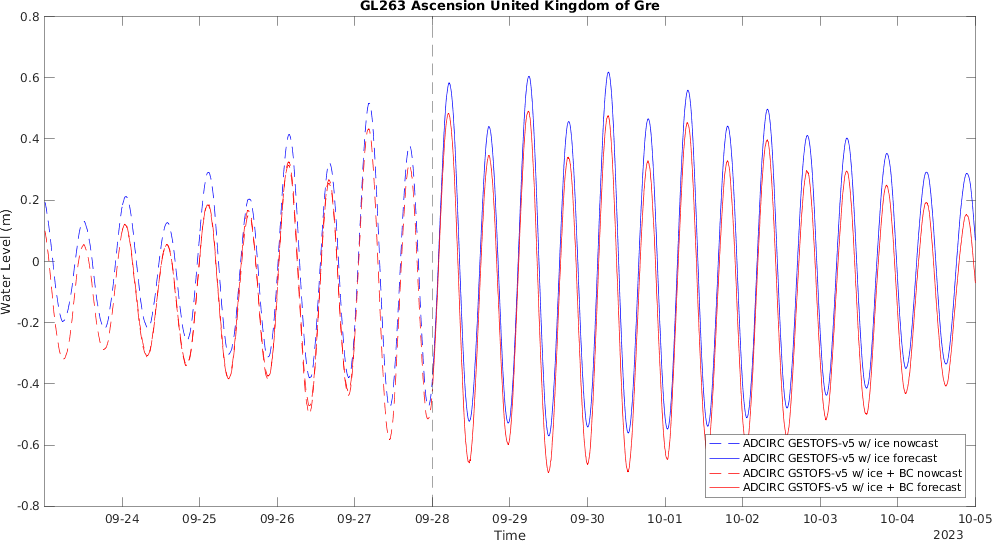 GL263 Ascension United Kingdom of Gre
0.8
0.6
0.4
0.2
0
-0.2
-0.4
-0.6
-0.8
Water Level (m)
ADCIRC GESTOFS-v5 w/ ice nowcast
ADCIRC GESTOFS-v5 w/ ice forecast
ADCIRC GSTOFS-v5 w/ ice + BC nowcast
ADCIRC GSTOFS-v5 w/ ice + BC forecast
09-24 09-25 09-26 09-27 09-28 09-29 09-30 10-01 10-02 10-03 10-04 10-05
Time
2023